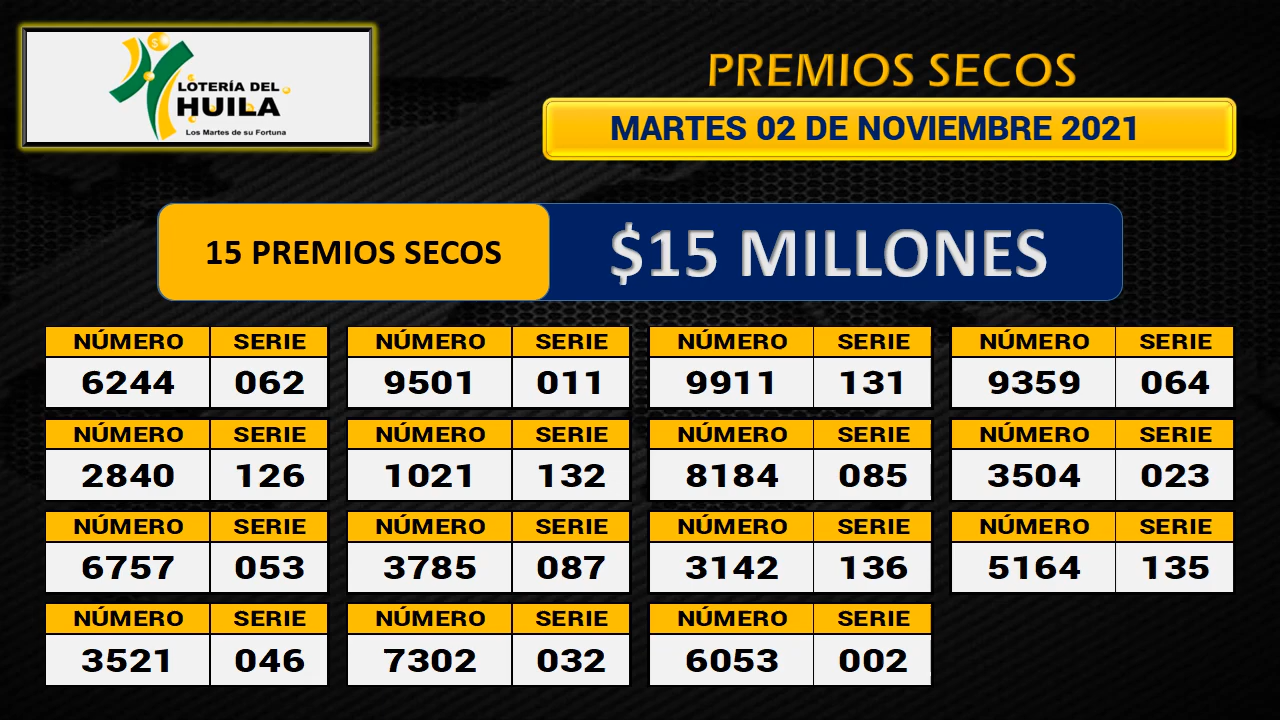 LOTERÍA DEL
HUILA
Los Martes de su Fortuna
PREMIOS SECOS
MARTES 02 DE NOVIEMBRE 2021
15 PREMIOS SECOS $15 MILLONES
NÚMERO SERIE NÚMERO SERIE NÚMERO SERIE NÚMERO SERIE
6244 062 9501 011 9911 131 9359 064
NÚMERO SERIE NÚMERO SERIE NÚMERO SERIE NÚMERO SERIE
2840 126 1021 132 8184 085 3504 023
NÚMERO SERIE NÚMERO SERIE NÚMERO SERIE NÚMERO SERIE
6757 053 3785 087 3142 136 5164 135
NÚMERO SERIE NÚMERO SERIE NÚMERO SERIE
3521 046 7302 032 6053 002